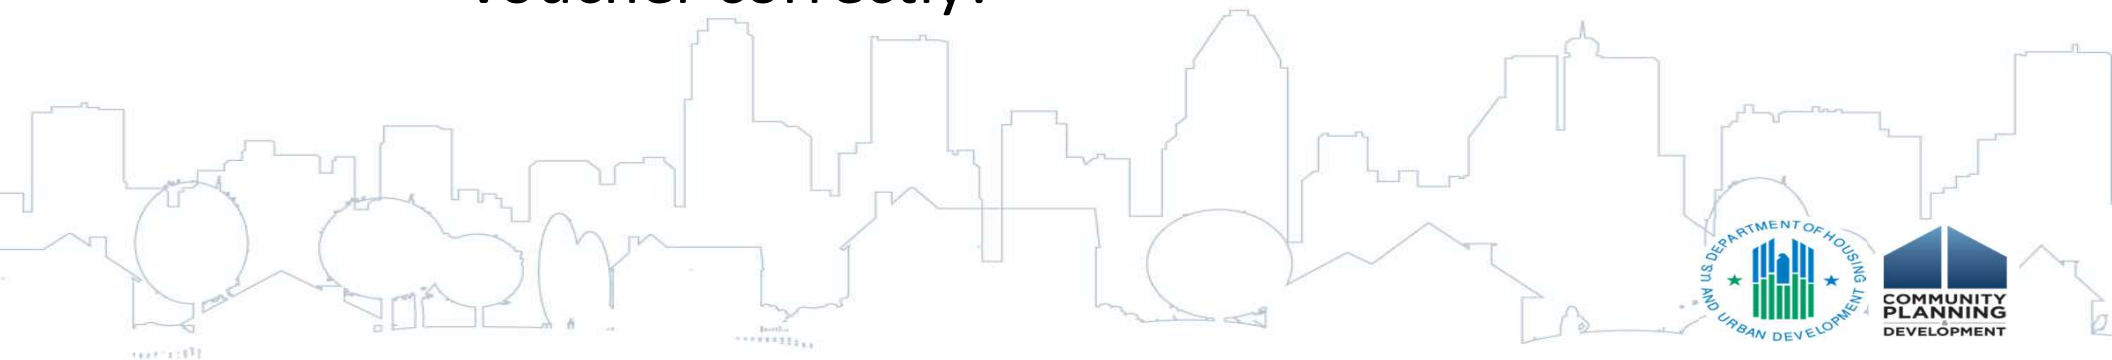 voucher correctly?
U.S. DEPARTMENT OF HOUSING
AND URBAN DEVELOPMENT
COMMUNITY
PLANNING
&
DEVELOPMENT